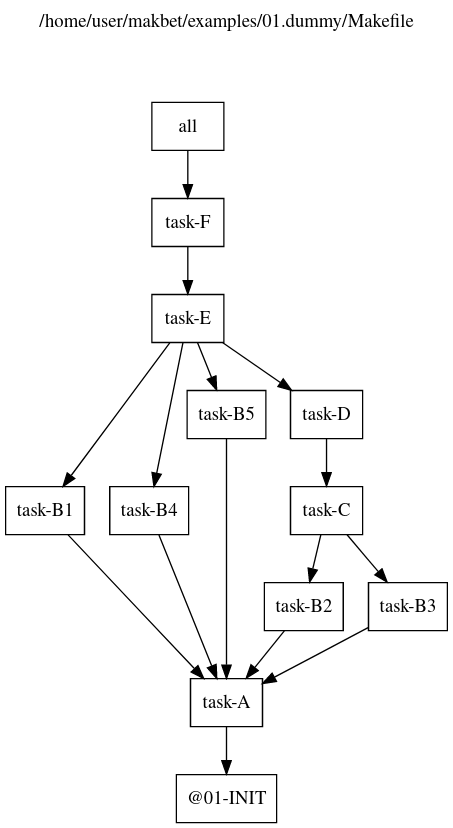 /home/user/makbet/examples/01.dummy/Makefile
all
task-F
task-E
task-B5
task-D
task-B1
task-B4
task-C
task-B2
task-B3
task-A
@01-INIT